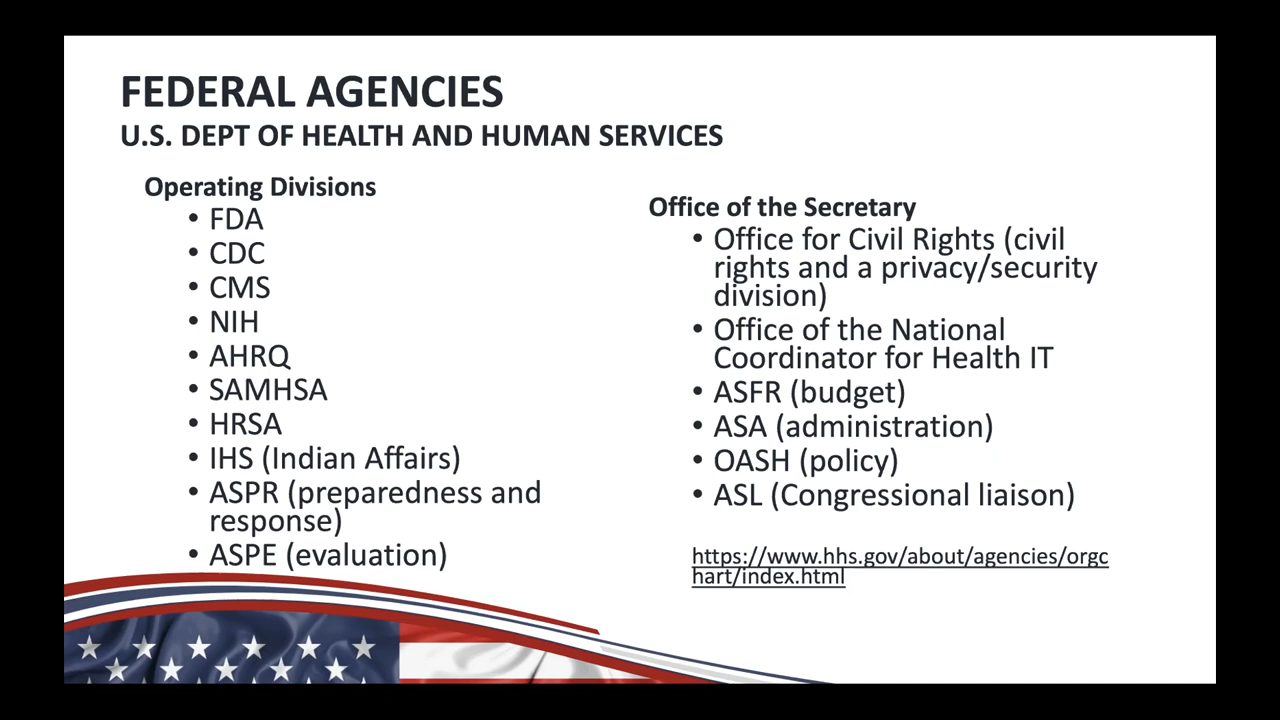 FEDERAL AGENCIES
U.S. DEPT OF HEALTH AND HUMAN SERVICES
Operating Divisions
• FDA
• CDC
• CMS
• NIH
• AHRQ
• SAMHSA
• HRSA
• IHS (Indian Affairs)
• ASPR (preparedness and
response)
• ASPE (evaluation)
Office of the Secretary
• Office for Civil Rights (civil
rights and a privacy/security
division)
• Office of the National
Coordinator for Health IT
• ASFR (budget)
• ASA (administration)
• OASH (policy)
• ASL (Congressional liaison)
https://www.hhs.gov/about/agencies/orgc
hart/index.html